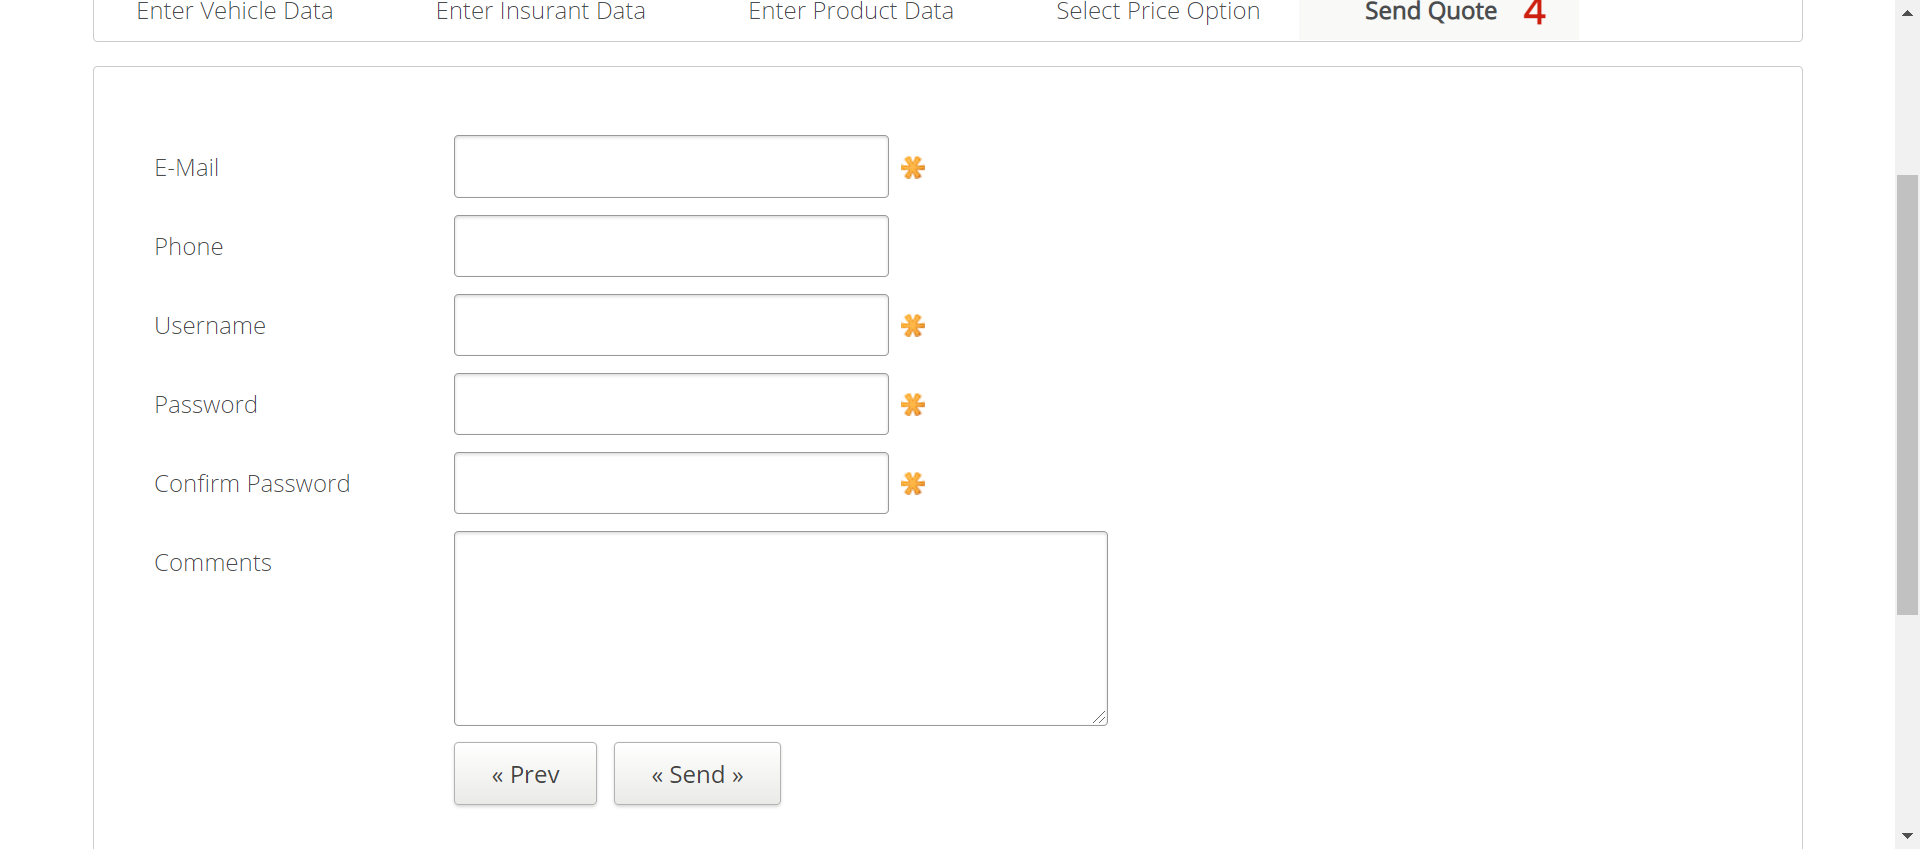 Enter Vehicle Data Enter Insurant Data Enter Product Data Select Price Option Send Quote 4
E-Mail
Phone
Username
Password
Confirm Password
Comments
« Prev « Send »